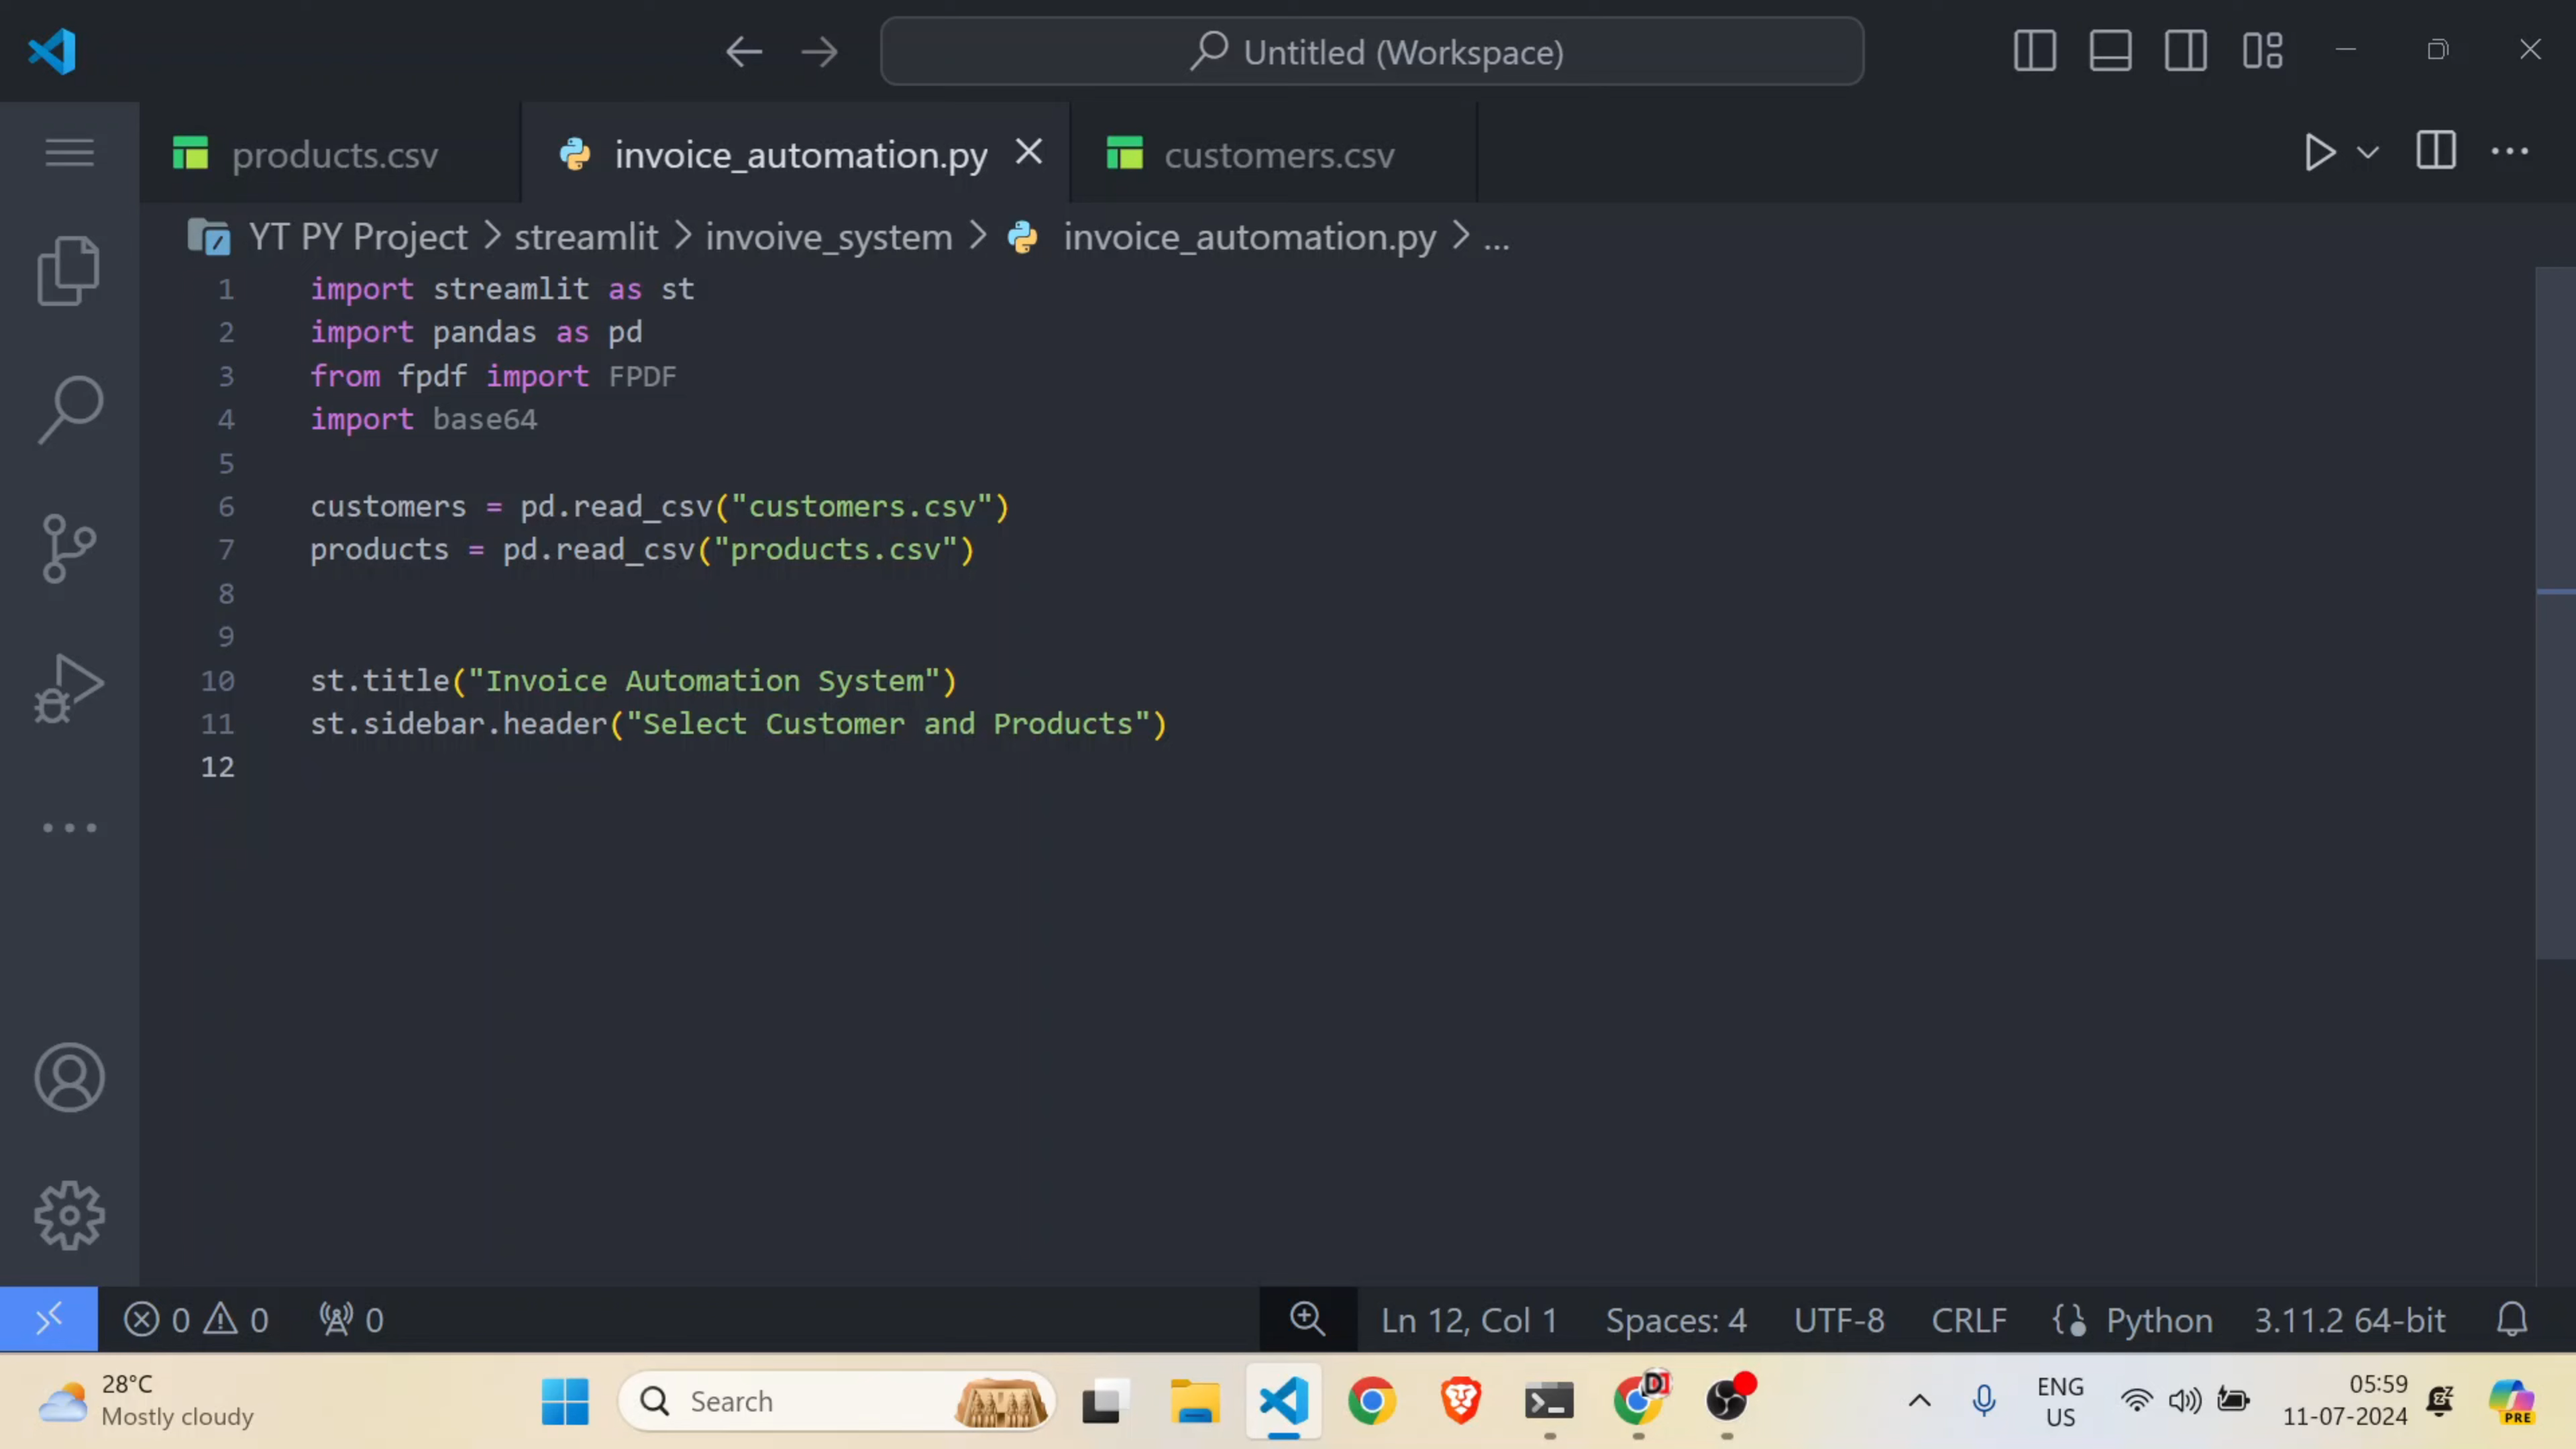 Untitled (Workspace)
products.csv
invoice_automation.py
customers.csv
YT PY Project > streamlit > invoive_system > invoice_automation.py > ...
1 import streamlit as st
2 import pandas as pd
3 from fpdf import FPDF
4 import base64
5
6 customers = pd.read_csv("customers.csv")
7 products = pd.read_csv("products.csv")
8
9
10 st.title("Invoice Automation System")
11 st.sidebar.header("Select Customer and Products")
12
0 0 0 Ln 12, Col 1 Spaces: 4 UTF-8 CRLF Python 3.11.2 64-bit
28°C
Mostly cloudy
Search
DI
ENG
US
05:59
11-07-2024
PRE